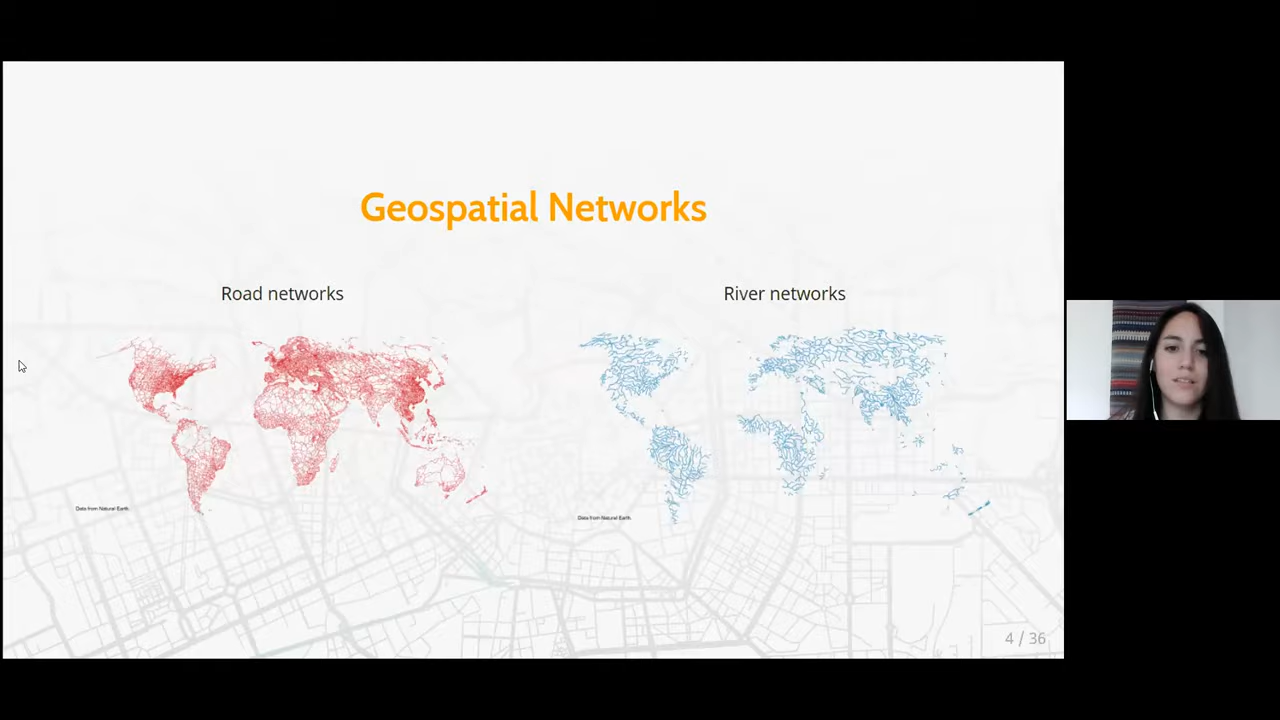 Geospatial Networks
Road networks
River networks
Data from Natural Earth.
Data from Natural Earth.
4 / 36